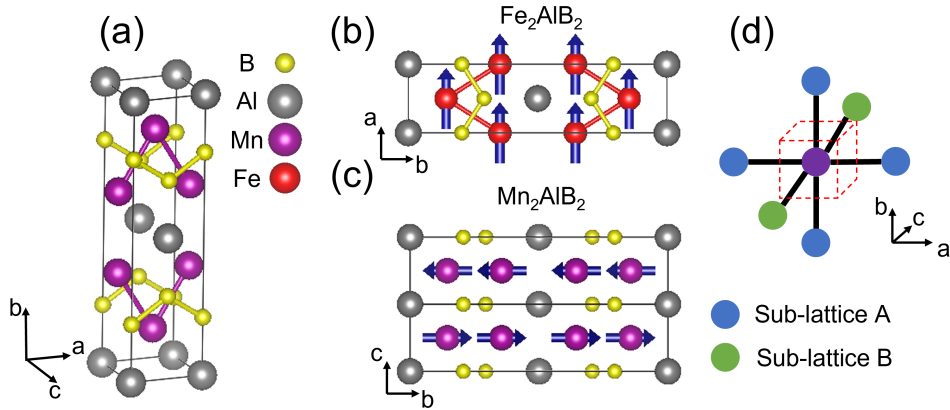 (a)
B
Al
Mn
Fe
b
a
c
(b)
Fe₂AlB₂
a
b
(c)
Mn₂AlB₂
c
b
(d)
b
c
a
Sub-lattice A
Sub-lattice B